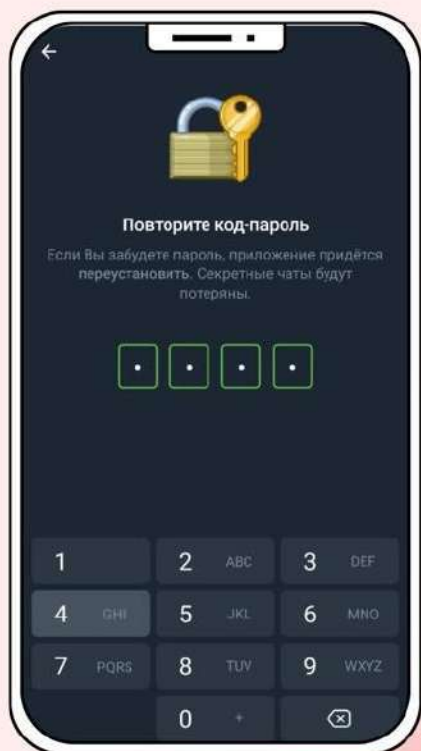 Повторите код-пароль
Если Вы забудете пароль, приложение придётся
переустановить. Секретные чаты будут
потеряны.
1
2 ABC
3 DEF
4 GHI
5 JKL
6 MNO
7 PQRS
8 TUV
9 WXYZ
0 +